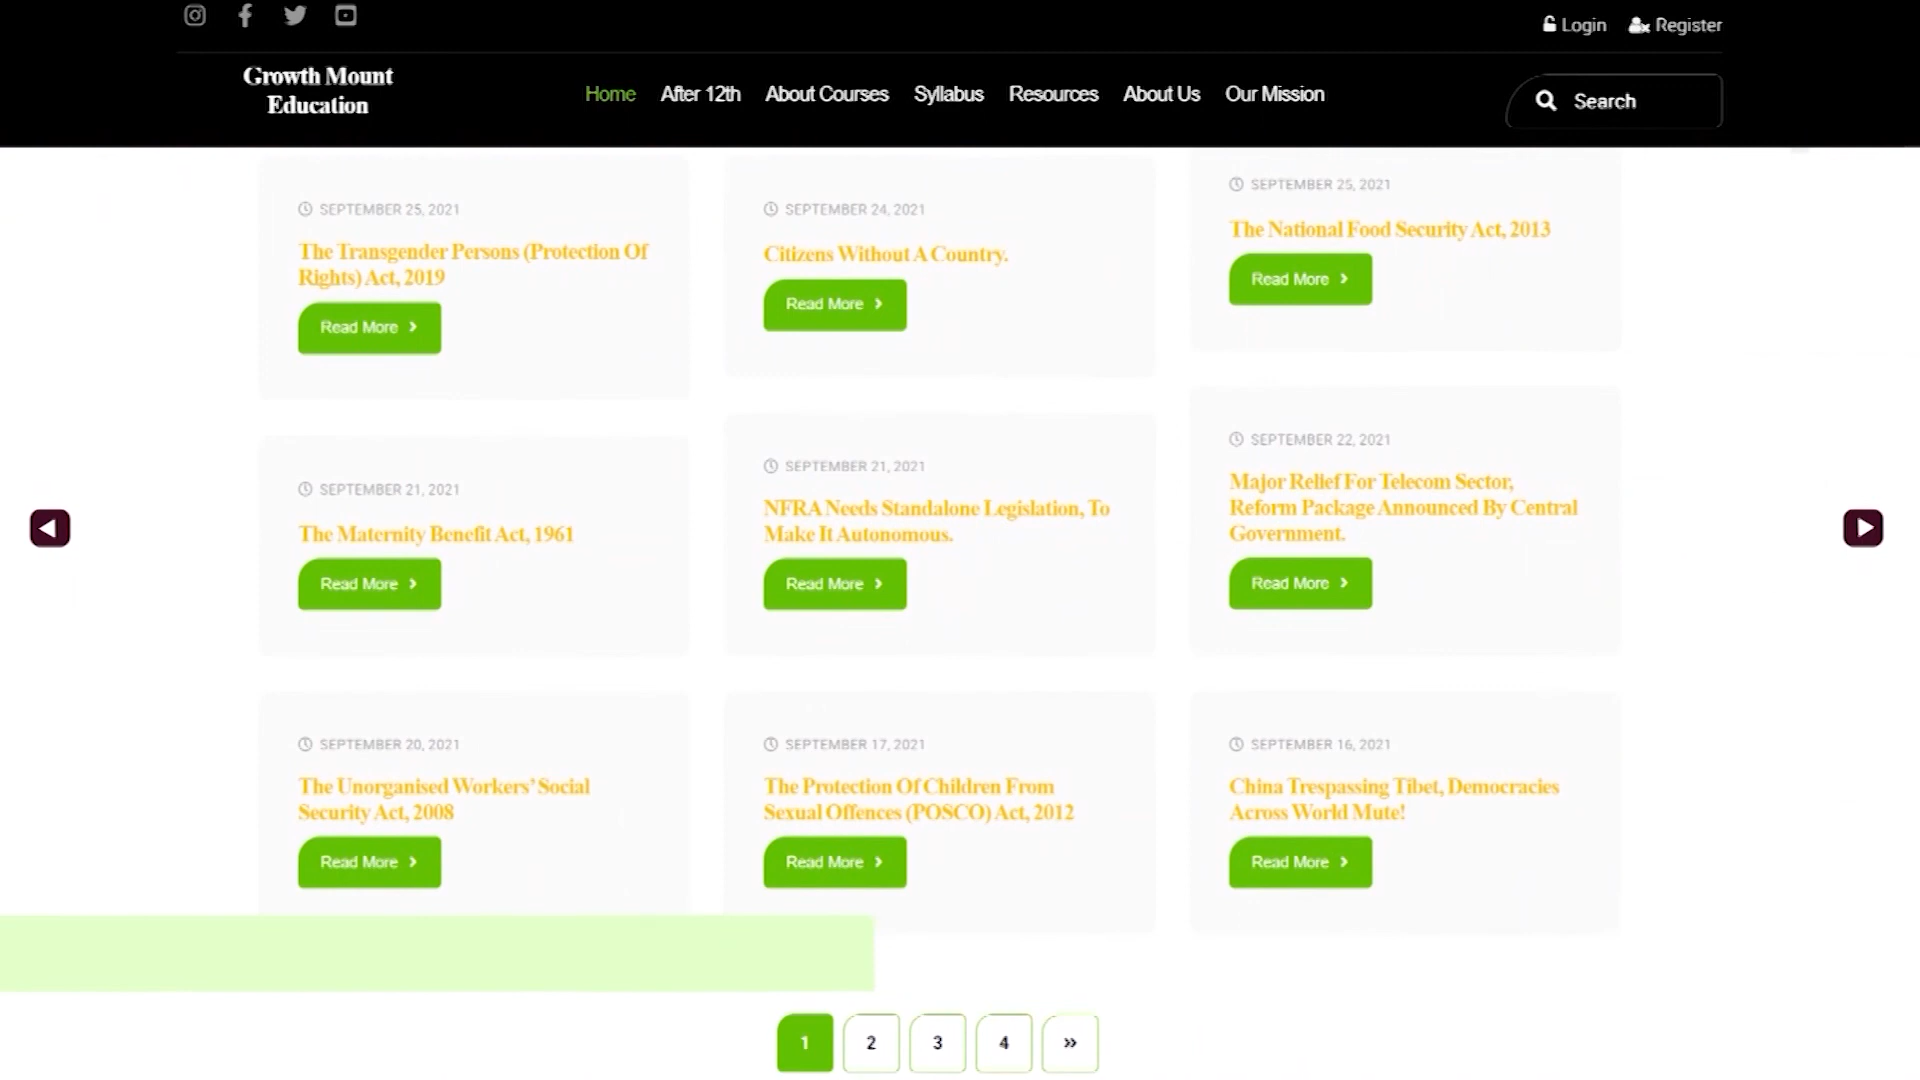 Login Register
Growth Mount
Education
Home After 12th About Courses Syllabus Resources About Us Our Mission
Search
SEPTEMBER 25, 2021
The Transgender Persons (Protection Of
Rights) Act, 2019
Read More
SEPTEMBER 24, 2021
Citizens Without A Country.
Read More
SEPTEMBER 25, 2021
The National Food Security Act, 2013
Read More
SEPTEMBER 21, 2021
The Maternity Benefit Act, 1961
Read More
SEPTEMBER 21, 2021
NFRA Needs Standalone Legislation, To
Make It Autonomous.
Read More
SEPTEMBER 22, 2021
Major Relief For Telecom Sector,
Reform Package Announced By Central
Government.
Read More
SEPTEMBER 20, 2021
The Unorganised Workers' Social
Security Act, 2008
Read More
SEPTEMBER 17, 2021
The Protection Of Children From
Sexual Offences (POSCO) Act, 2012
Read More
SEPTEMBER 16, 2021
China Trespassing Tibet, Democracies
Across World Mute!
Read More
1 2 3 4 »